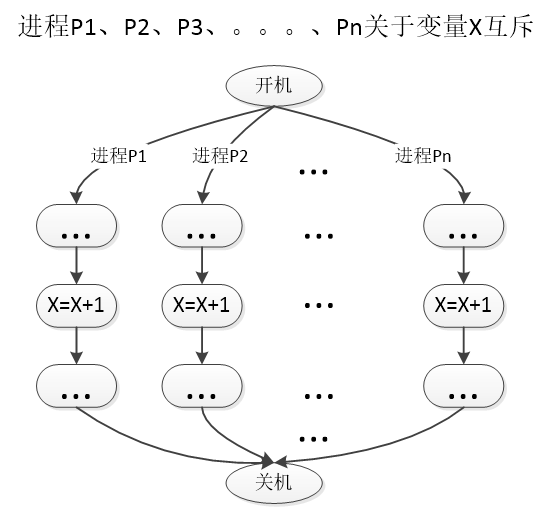 进程P1、P2、P3、。。。。、Pn关于变量X互斥
开机
进程P1 进程P2 ... 进程Pn
... ... ... ...
X=X+1 X=X+1 ... X=X+1
... ... ... ...
...
关机